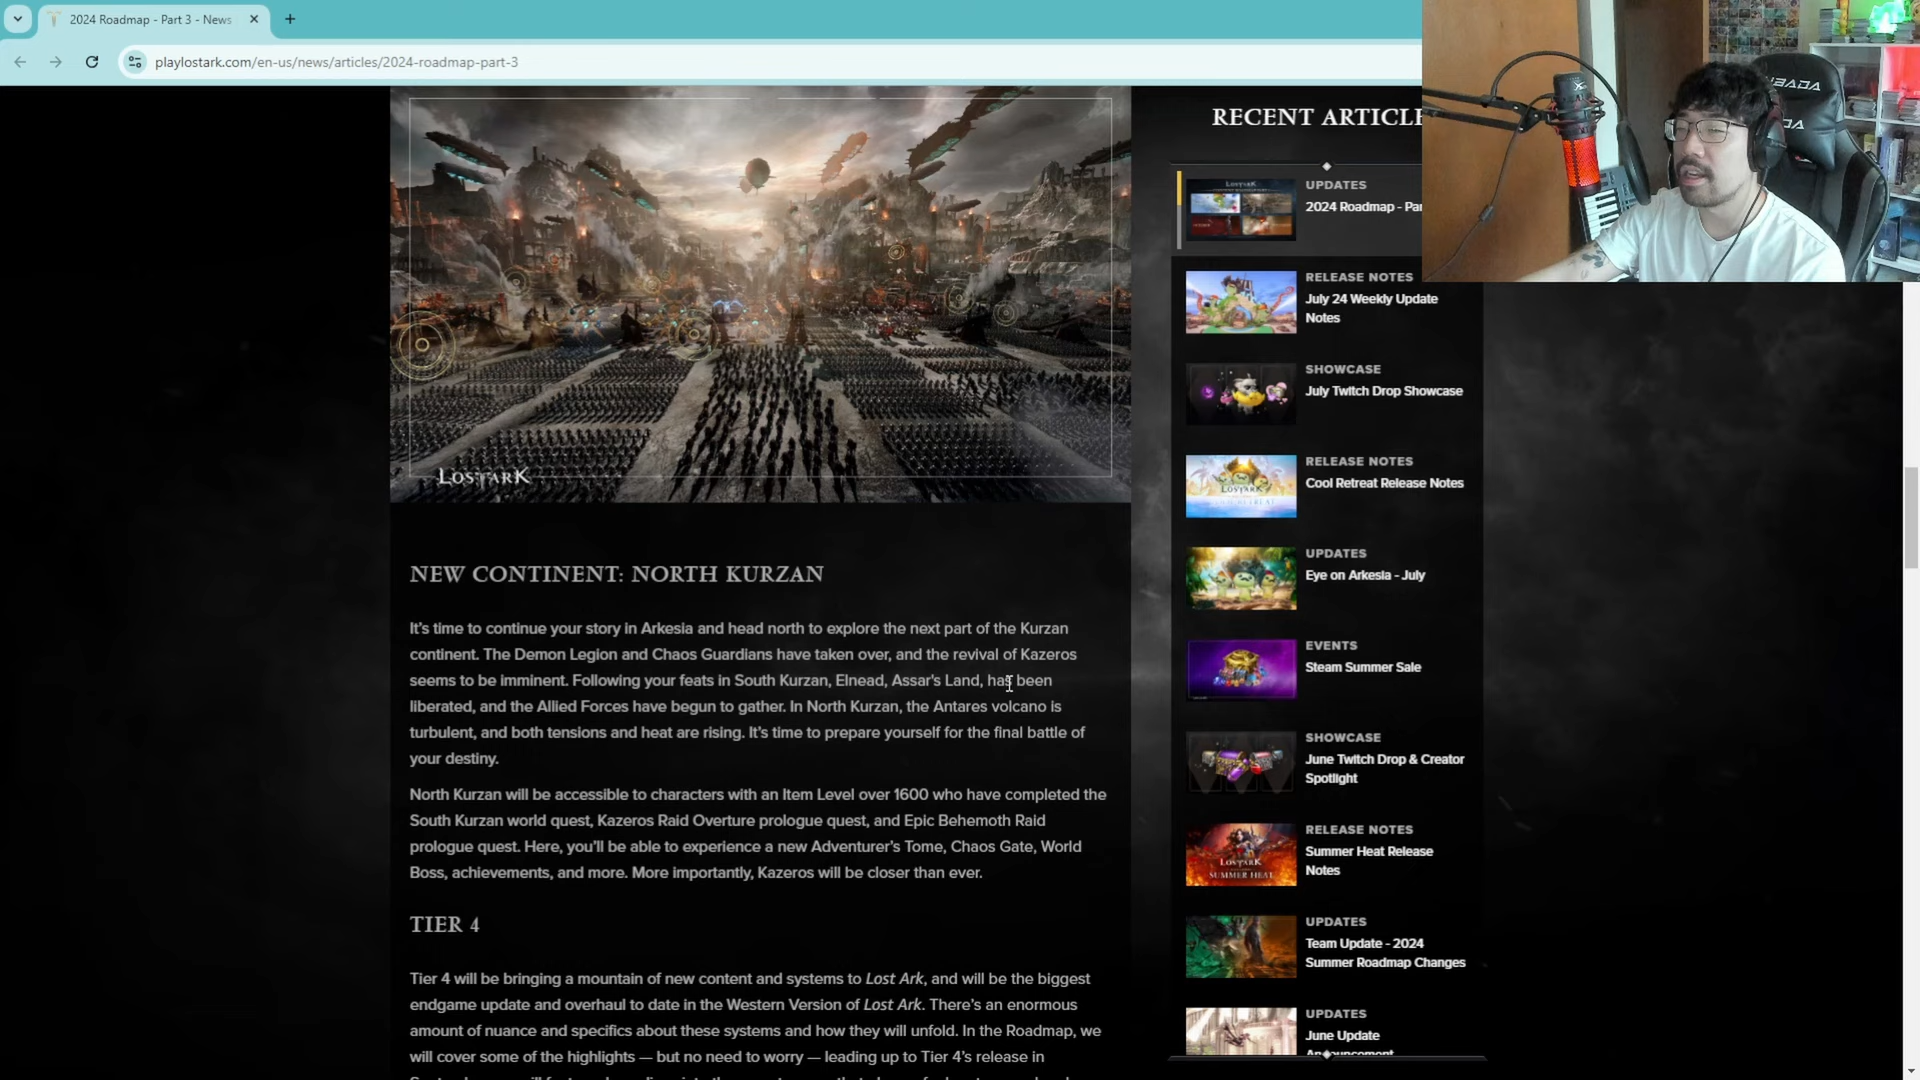 2024 Roadmap - Part 3 - News
playlostark.com/en-us/news/articles/2024-roadmap-part-3
LOST ARK
NEW CONTINENT: NORTH KURZAN
It's time to continue your story in Arkesia and head north to explore the next part of the Kurzan
continent. The Demon Legion and Chaos Guardians have taken over, and the revival of Kazeros
seems to be imminent. Following your feats in South Kurzan, Elnead, Assar's Land, has been
liberated, and the Allied Forces have begun to gather. In North Kurzan, the Antares volcano is
turbulent, and both tensions and heat are rising. It's time to prepare yourself for the final battle of
your destiny.
North Kurzan will be accessible to characters with an Item Level over 1600 who have completed the
South Kurzan world quest, Kazeros Raid Overture prologue quest, and Epic Behemoth Raid
prologue quest. Here, you'll be able to experience a new Adventurer's Tome, Chaos Gate, World
Boss, achievements, and more. More importantly, Kazeros will be closer than ever.
TIER 4
Tier 4 will be bringing a mountain of new content and systems to Lost Ark, and will be the biggest
endgame update and overhaul to date in the Western Version of Lost Ark. There's an enormous
amount of nuance and specifics about these systems and how they will unfold. In the Roadmap, we
will cover some of the highlights — but no need to worry — leading up to Tier 4's release in
RECENT ARTICLE
UPDATES
2024 Roadmap - Par
RELEASE NOTES
July 24 Weekly Update
Notes
SHOWCASE
July Twitch Drop Showcase
RELEASE NOTES
Cool Retreat Release Notes
UPDATES
Eye on Arkesia - July
EVENTS
Steam Summer Sale
SHOWCASE
June Twitch Drop & Creator
Spotlight
LOST ARK
SUMMER HEAT
RELEASE NOTES
Summer Heat Release
Notes
UPDATES
Team Update - 2024
Summer Roadmap Changes
UPDATES
June Update
Announcement